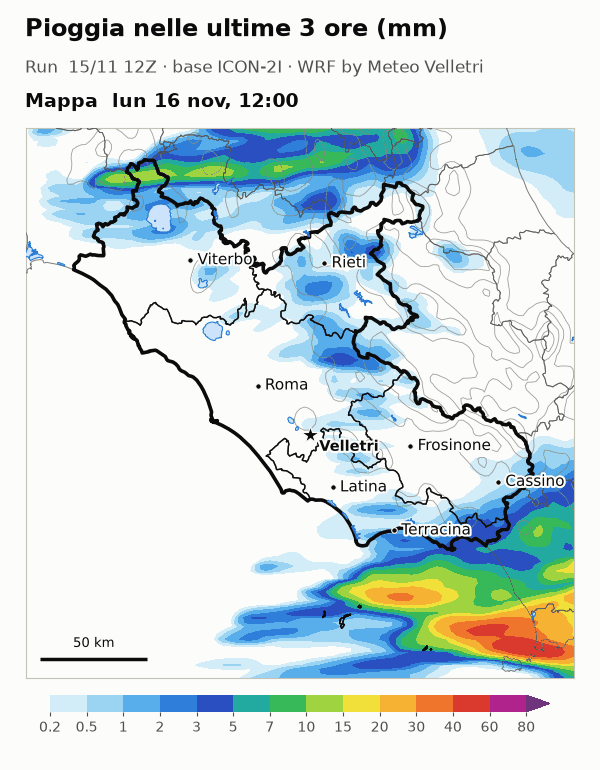 Pioggia nelle ultime 3 ore (mm)
Run 15/11 12Z · base ICON-2I · WRF by Meteo Velletri
Mappa lun 16 nov, 12:00
Viterbo
Rieti
Roma
Velletri
Frosinone
Cassino
Latina
Terracina
50 km
0.2 0.5 1 2 3 5 7 10 15 20 30 40 60 80